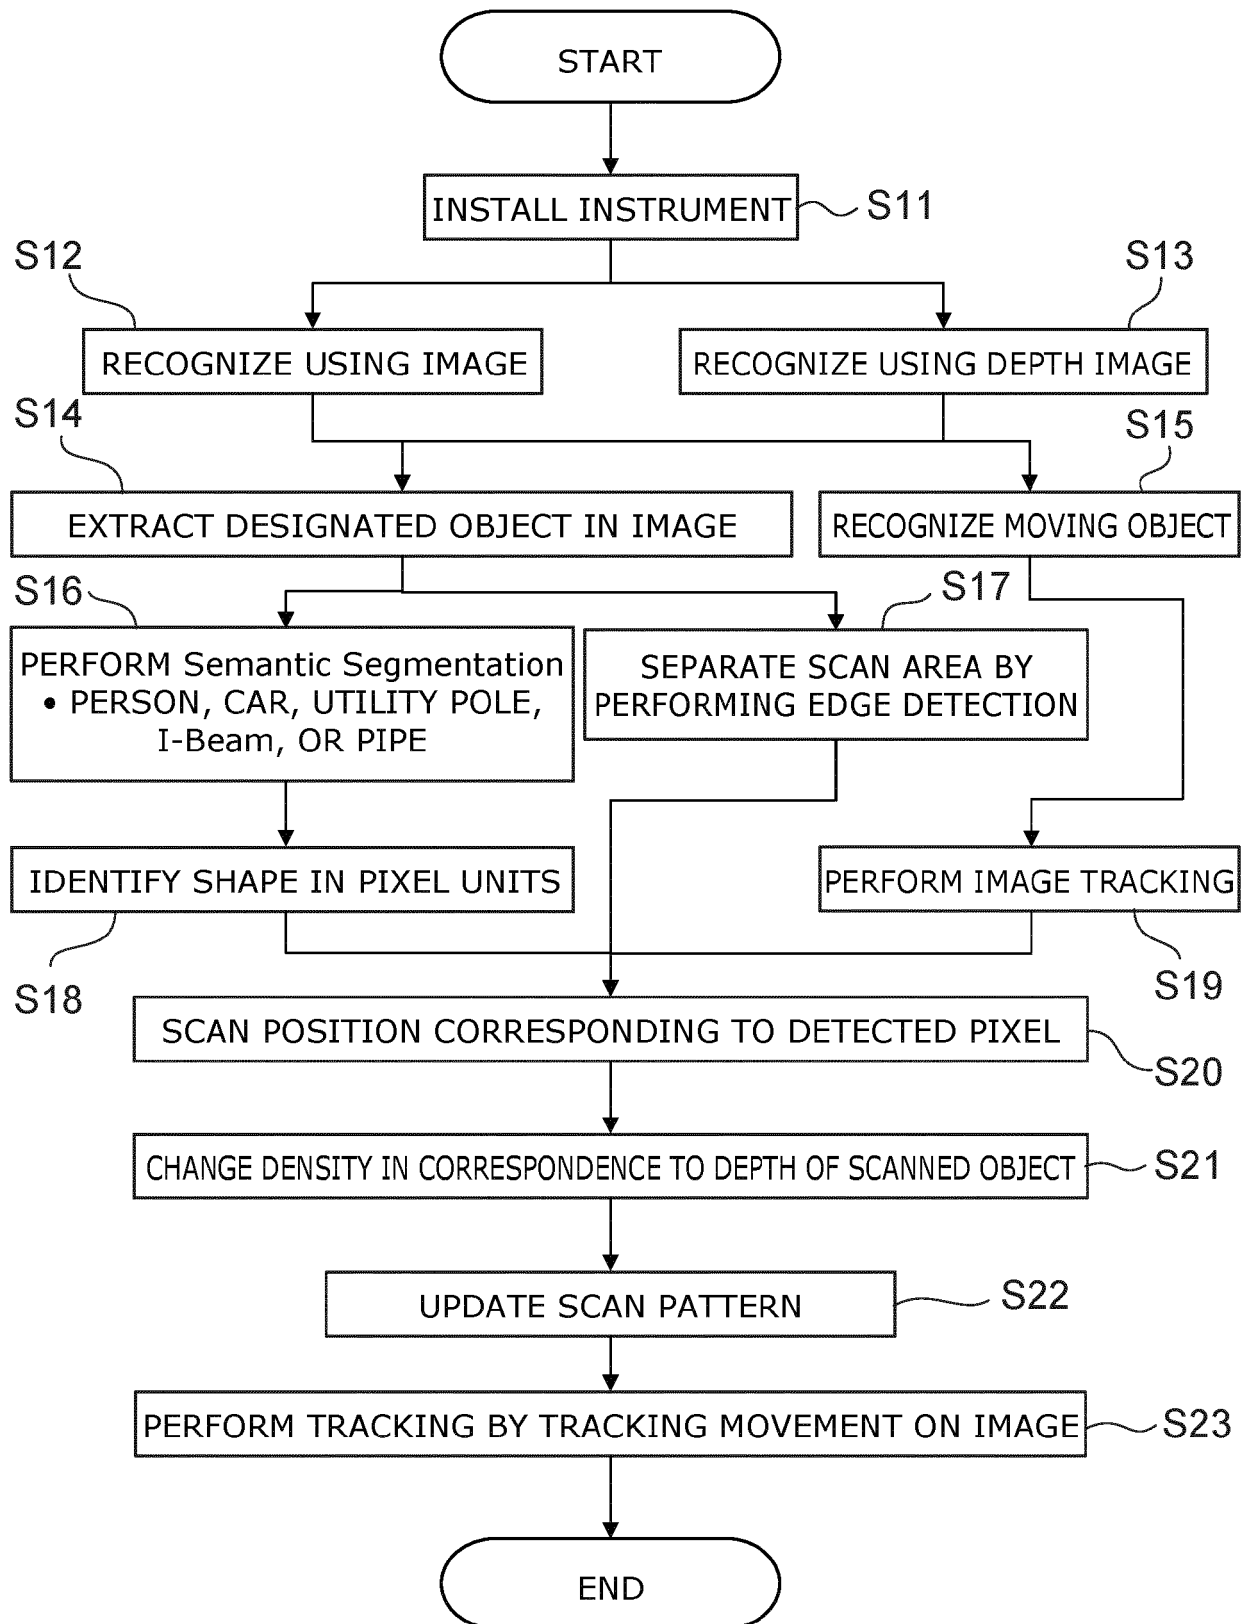 START
INSTALL INSTRUMENT
S11
S12
S13
RECOGNIZE USING IMAGE
RECOGNIZE USING DEPTH IMAGE
S14
S15
EXTRACT DESIGNATED OBJECT IN IMAGE
RECOGNIZE MOVING OBJECT
S16
S17
PERFORM Semantic Segmentation
• PERSON, CAR, UTILITY POLE,
I-Beam, OR PIPE
SEPARATE SCAN AREA BY
PERFORMING EDGE DETECTION
IDENTIFY SHAPE IN PIXEL UNITS
PERFORM IMAGE TRACKING
S18
S19
SCAN POSITION CORRESPONDING TO DETECTED PIXEL
S20
CHANGE DENSITY IN CORRESPONDENCE TO DEPTH OF SCANNED OBJECT
S21
UPDATE SCAN PATTERN
S22
PERFORM TRACKING BY TRACKING MOVEMENT ON IMAGE
S23
END